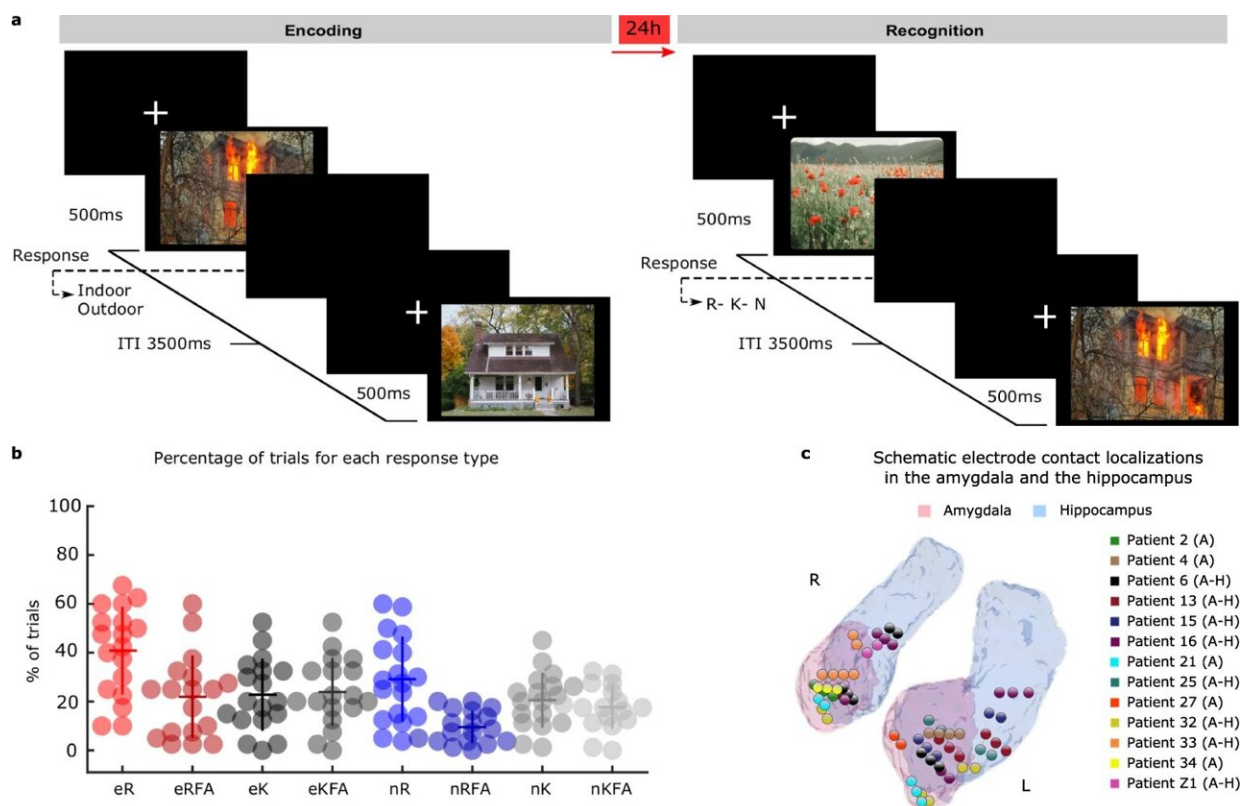 a
Encoding
24h
Recognition
500ms
Response
Indoor
Outdoor
ITI 3500ms
500ms
500ms
Response
R- K- N
ITI 3500ms
500ms
b
Percentage of trials for each response type
% of trials
100
80
60
40
20
0
eR eRFA eK eKFA nR nRFA nK nKFA
c
Schematic electrode contact localizations
in the amygdala and the hippocampus
Amygdala Hippocampus
R
L
Patient 2 (A)
Patient 4 (A)
Patient 6 (A-H)
Patient 13 (A-H)
Patient 15 (A-H)
Patient 16 (A-H)
Patient 21 (A)
Patient 25 (A-H)
Patient 27 (A)
Patient 32 (A-H)
Patient 33 (A-H)
Patient 34 (A)
Patient Z1 (A-H)